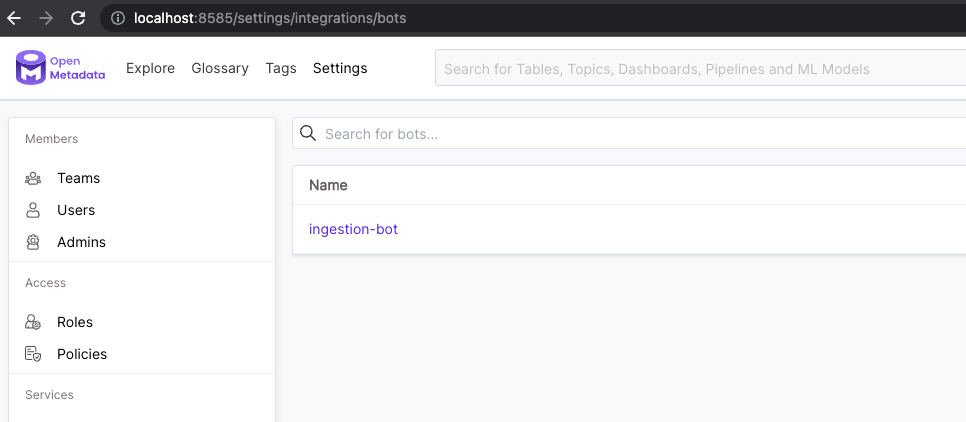 localhost:8585/settings/integrations/bots
Open Metadata
Explore Glossary Tags Settings
Search for Tables, Topics, Dashboards, Pipelines and ML Models
Members
Teams
Users
Admins
Access
Roles
Policies
Services
Search for bots...
Name
ingestion-bot